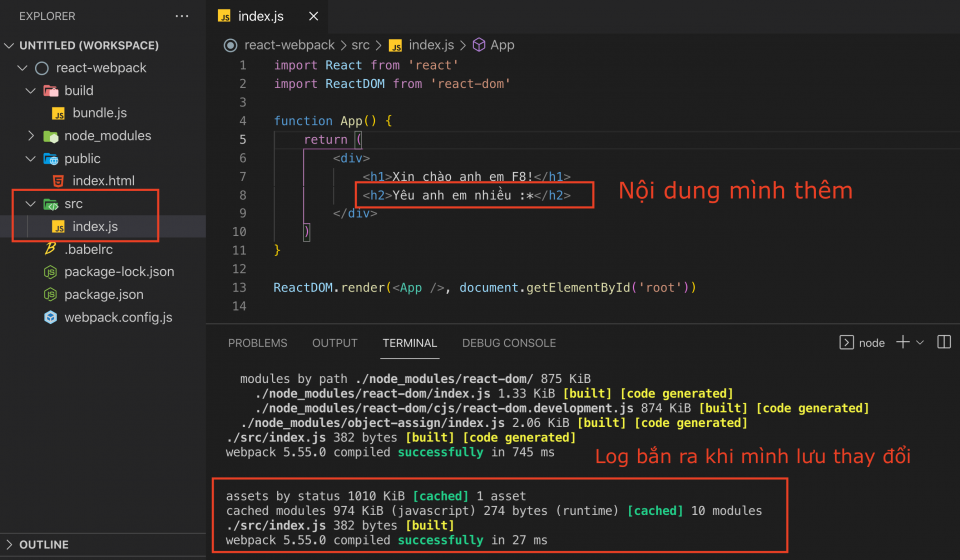 EXPLORER
UNTITLED (WORKSPACE)
react-webpack
build
bundle.js
node_modules
public
index.html
src
index.js
.babelrc
package-lock.json
package.json
webpack.config.js
OUTLINE
JS index.js
react-webpack > src > JS index.js > App
1 import React from 'react'
2 import ReactDOM from 'react-dom'
3
4 function App() {
5 return (
6 <div>
7 <h1>Xin chào anh em F8!</h1>
8 <h2>Yêu anh em nhiều :*</h2>
9 </div>
10 )
11 }
12
13 ReactDOM.render(<App />, document.getElementById('root'))
14
Nội dung mình thêm
PROBLEMS OUTPUT TERMINAL DEBUG CONSOLE
node
modules by path ./node_modules/react-dom/ 875 KiB
./node_modules/react-dom/index.js 1.33 KiB [built] [code generated]
./node_modules/react-dom/cjs/react-dom.development.js 874 KiB [built] [code generated]
./node_modules/object-assign/index.js 2.06 KiB [built] [code generated]
./src/index.js 382 bytes [built] [code generated]
webpack 5.55.0 compiled successfully in 745 ms
Log bắn ra khi mình lưu thay đổi
assets by status 1010 KiB [cached] 1 asset
cached modules 974 KiB (javascript) 274 bytes (runtime) [cached] 10 modules
./src/index.js 382 bytes [built]
webpack 5.55.0 compiled successfully in 27 ms